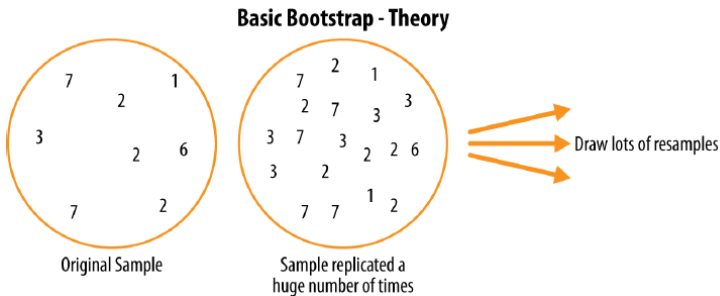 Basic Bootstrap - Theory
7 1
2
3
2 6
7 2
7 2 1
2 7 3
3
3 7 3
2 2 6
3 2
1
7 7 2
Draw lots of resamples
Original Sample
Sample replicated a
huge number of times